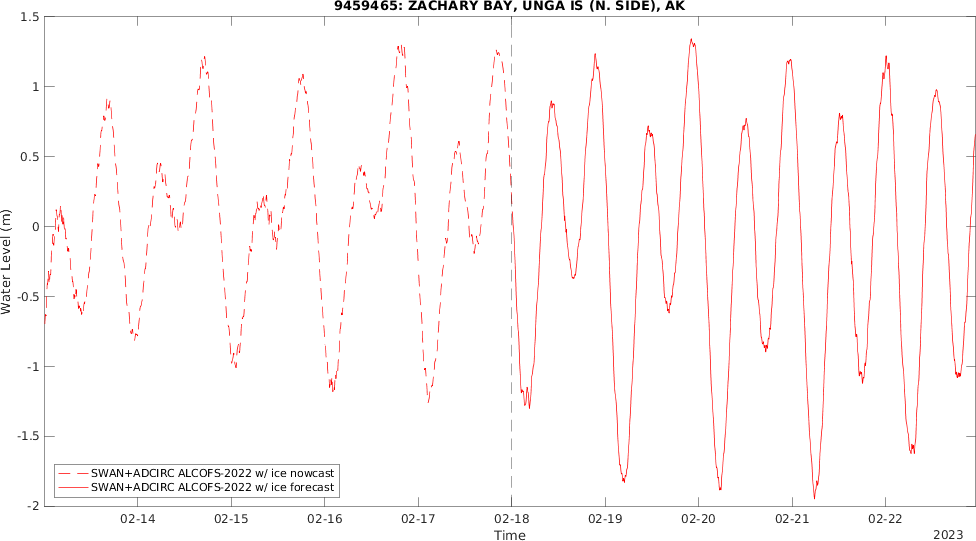 9459465: ZACHARY BAY, UNGA IS (N. SIDE), AK
1.5
1
0.5
0
-0.5
-1
-1.5
-2
Water Level (m)
SWAN+ADCIRC ALCOFS-2022 w/ ice nowcast
SWAN+ADCIRC ALCOFS-2022 w/ ice forecast
02-14 02-15 02-16 02-17 02-18 02-19 02-20 02-21 02-22
Time
2023